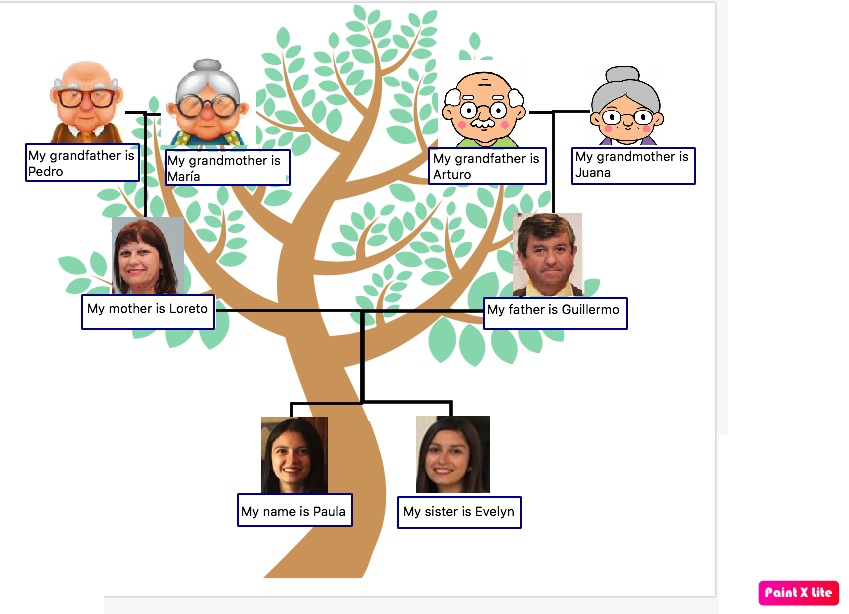 My grandfather is
Pedro
My grandmother is
María
My grandfather is
Arturo
My grandmother is
Juana
My mother is Loreto
My father is Guillermo
My name is Paula
My sister is Evelyn
Paint X Lite